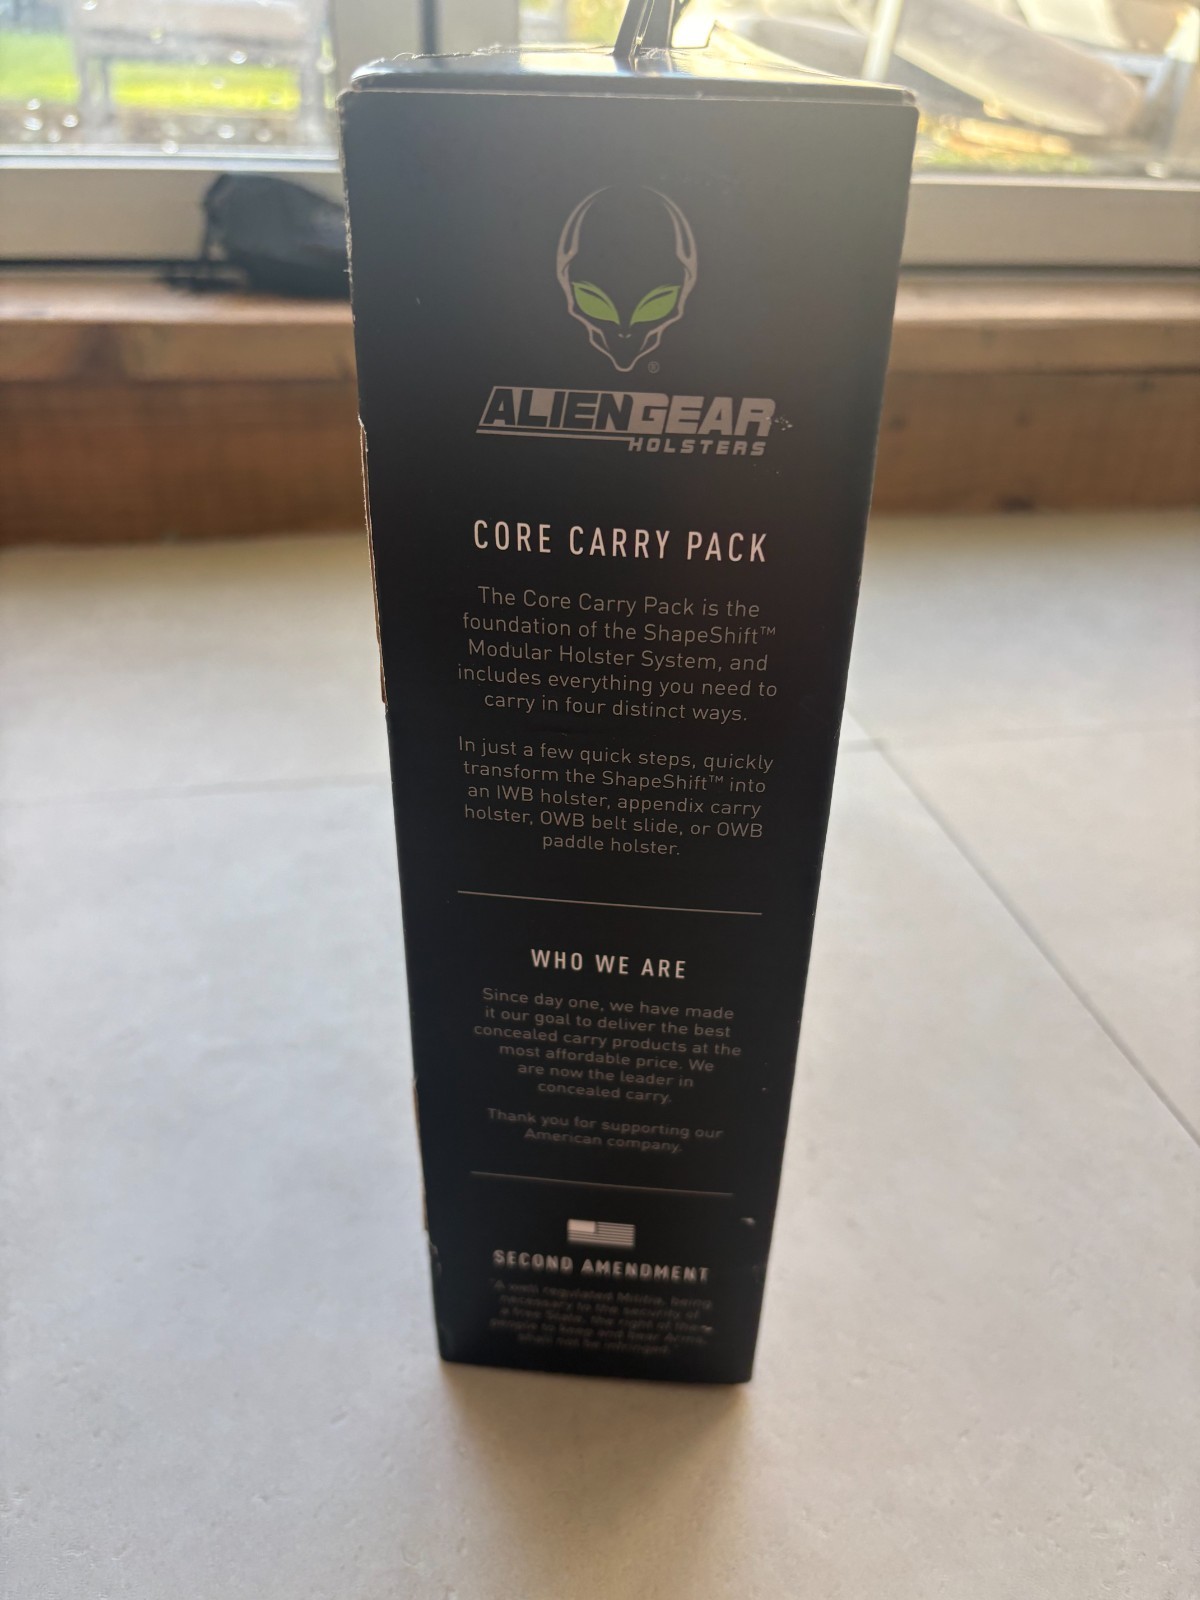 ®
ALIENGEAR
HOLSTERS
CORE CARRY PACK
The Core Carry Pack is the
foundation of the ShapeShift™
Modular Holster System, and
includes everything you need to
carry in four distinct ways.
In just a few quick steps, quickly
transform the ShapeShift™ into
an IWB holster, appendix carry
holster, OWB belt slide, or OWB
paddle holster.
WHO WE ARE
Since day one, we have made
it our goal to deliver the best
concealed carry products at the
most affordable price. We
are now the leader in
concealed carry.
Thank you for supporting our
American company.
SECOND AMENDMENT
"A well regulated Militia, being
necessary to the security of
a free State, the right of the
people to keep and bear Arms,
shall not be infringed."